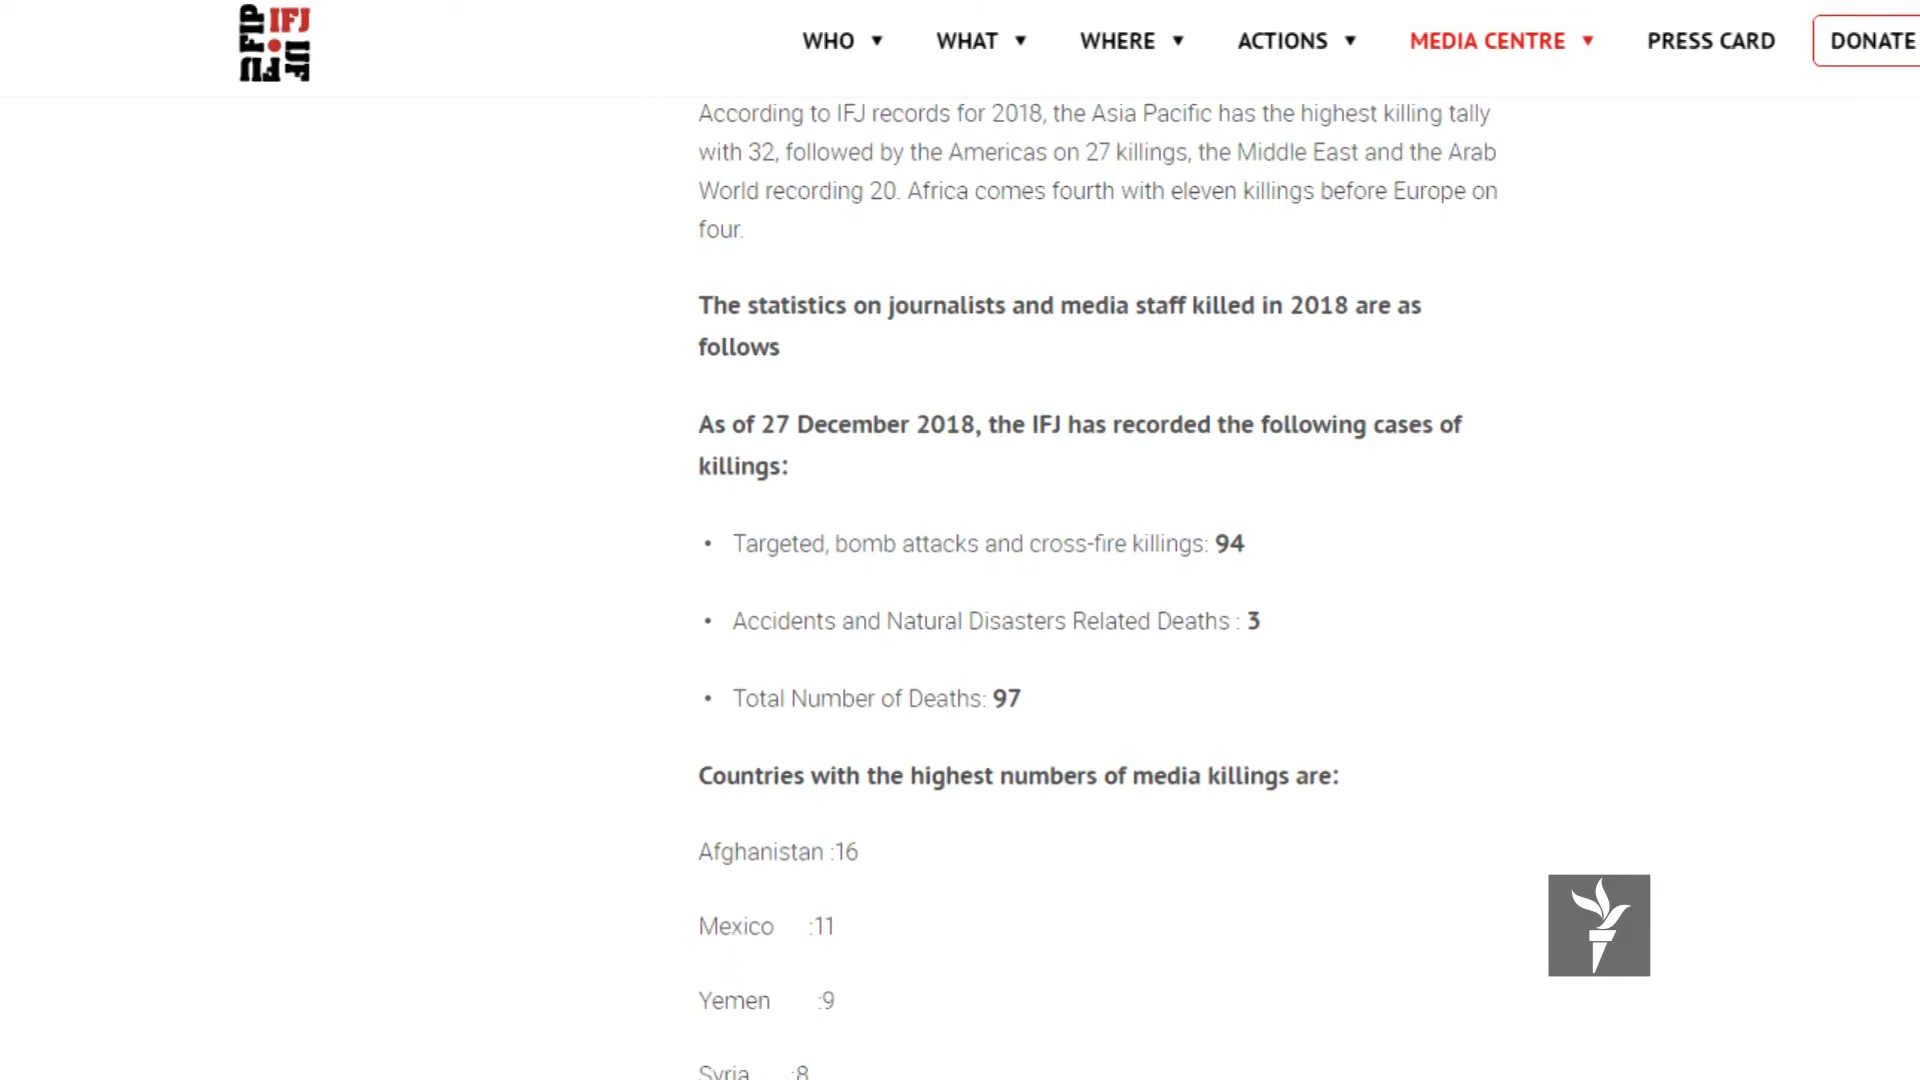 FIP IFJ
WHO ▼ WHAT ▼ WHERE ▼ ACTIONS ▼ MEDIA CENTRE ▼ PRESS CARD DONATE
According to IFJ records for 2018, the Asia Pacific has the highest killing tally
with 32, followed by the Americas on 27 killings, the Middle East and the Arab
World recording 20. Africa comes fourth with eleven killings before Europe on
four.
The statistics on journalists and media staff killed in 2018 are as
follows
As of 27 December 2018, the IFJ has recorded the following cases of
killings:
• Targeted, bomb attacks and cross-fire killings: 94
• Accidents and Natural Disasters Related Deaths : 3
• Total Number of Deaths: 97
Countries with the highest numbers of media killings are:
Afghanistan :16
Mexico :11
Yemen :9
Syria :8